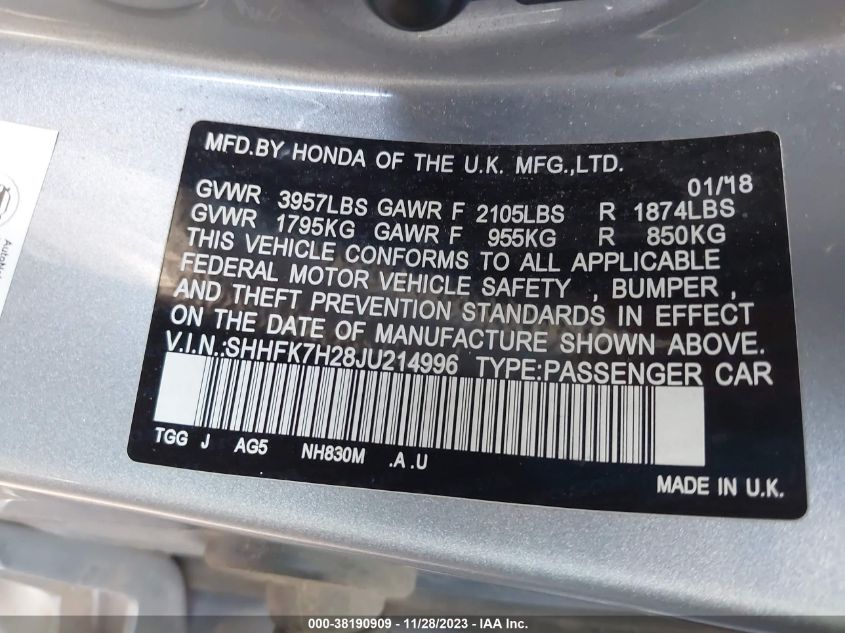 MFD.BY HONDA OF THE U.K. MFG.,LTD.
01/'18
GVWR 3957LBS GAWR F 2105LBS R 1874LBS
GVWR 1795KG GAWR F 955KG R 850KG
THIS VEHICLE CONFORMS TO ALL APPLICABLE
FEDERAL MOTOR VEHICLE SAFETY , BUMPER ,
AND THEFT PREVENTION STANDARDS IN EFFECT
ON THE DATE OF MANUFACTURE SHOWN ABOVE.
V.I.N.:SHHFK7H28JU214996 TYPE:PASSENGER CAR
TGG J AG5 NH830M .A .U
MADE IN U.K.
000-38190909 - 11/28/2023 - IAA Inc.